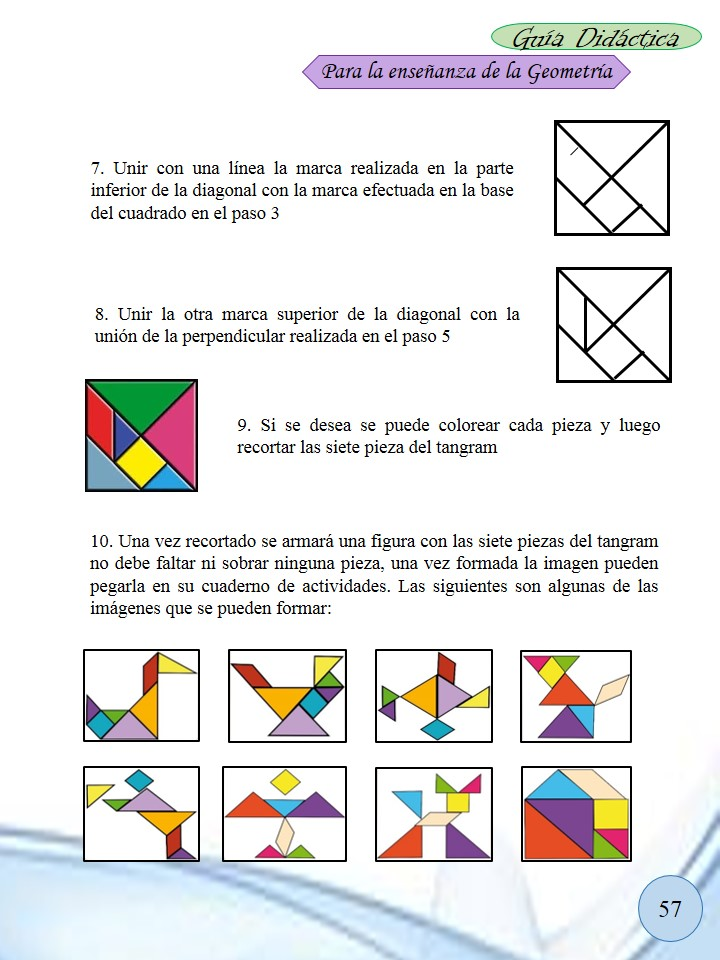 Guía Didáctica
Para la enseñanza de la Geometría
7. Unir con una línea la marca realizada en la parte
inferior de la diagonal con la marca efectuada en la base
del cuadrado en el paso 3
8. Unir la otra marca superior de la diagonal con la
unión de la perpendicular realizada en el paso 5
9. Si se desea se puede colorear cada pieza y luego
recortar las siete pieza del tangram
10. Una vez recortado se armará una figura con las siete piezas del tangram
no debe faltar ni sobrar ninguna pieza, una vez formada la imagen pueden
pegarla en su cuaderno de actividades. Las siguientes son algunas de las
imágenes que se pueden formar:
57